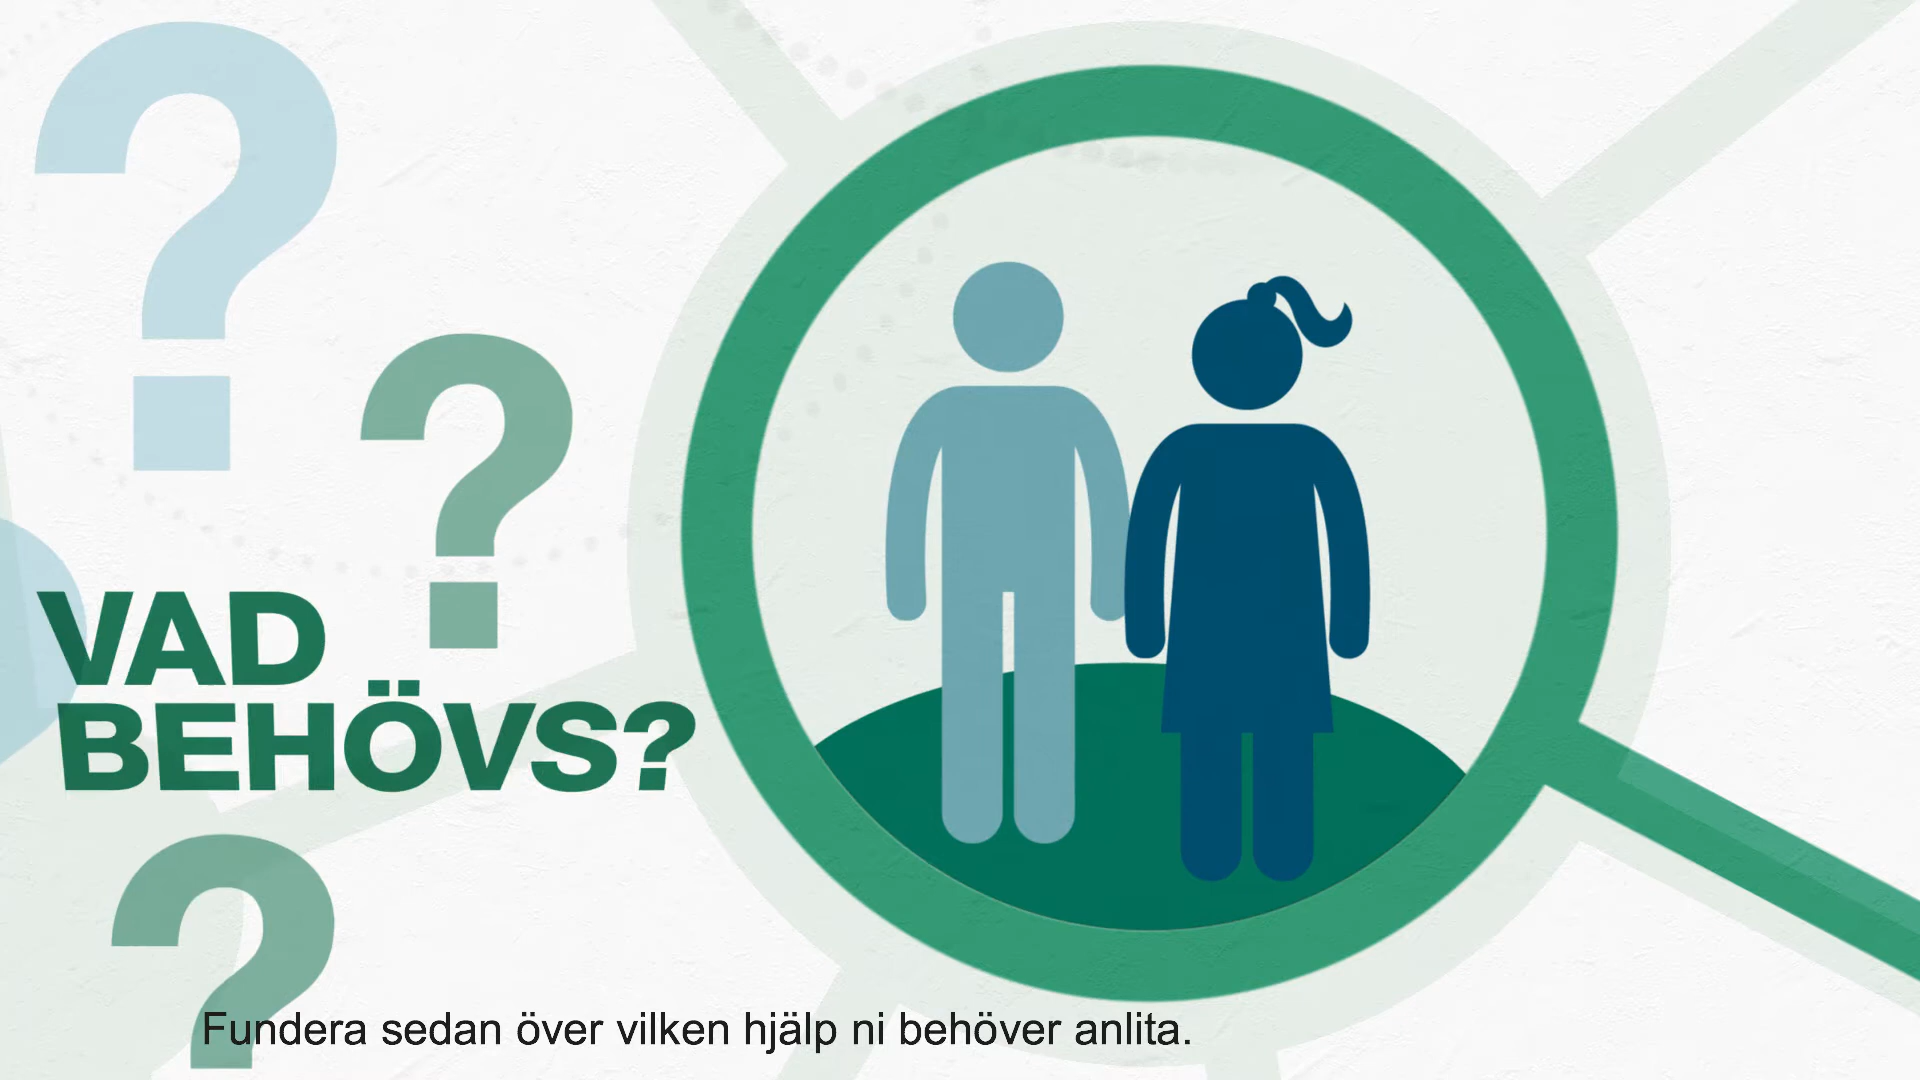 ?
?
VAD
BEHÖVS?
?
Fundera sedan över vilken hjälp ni behöver anlita.